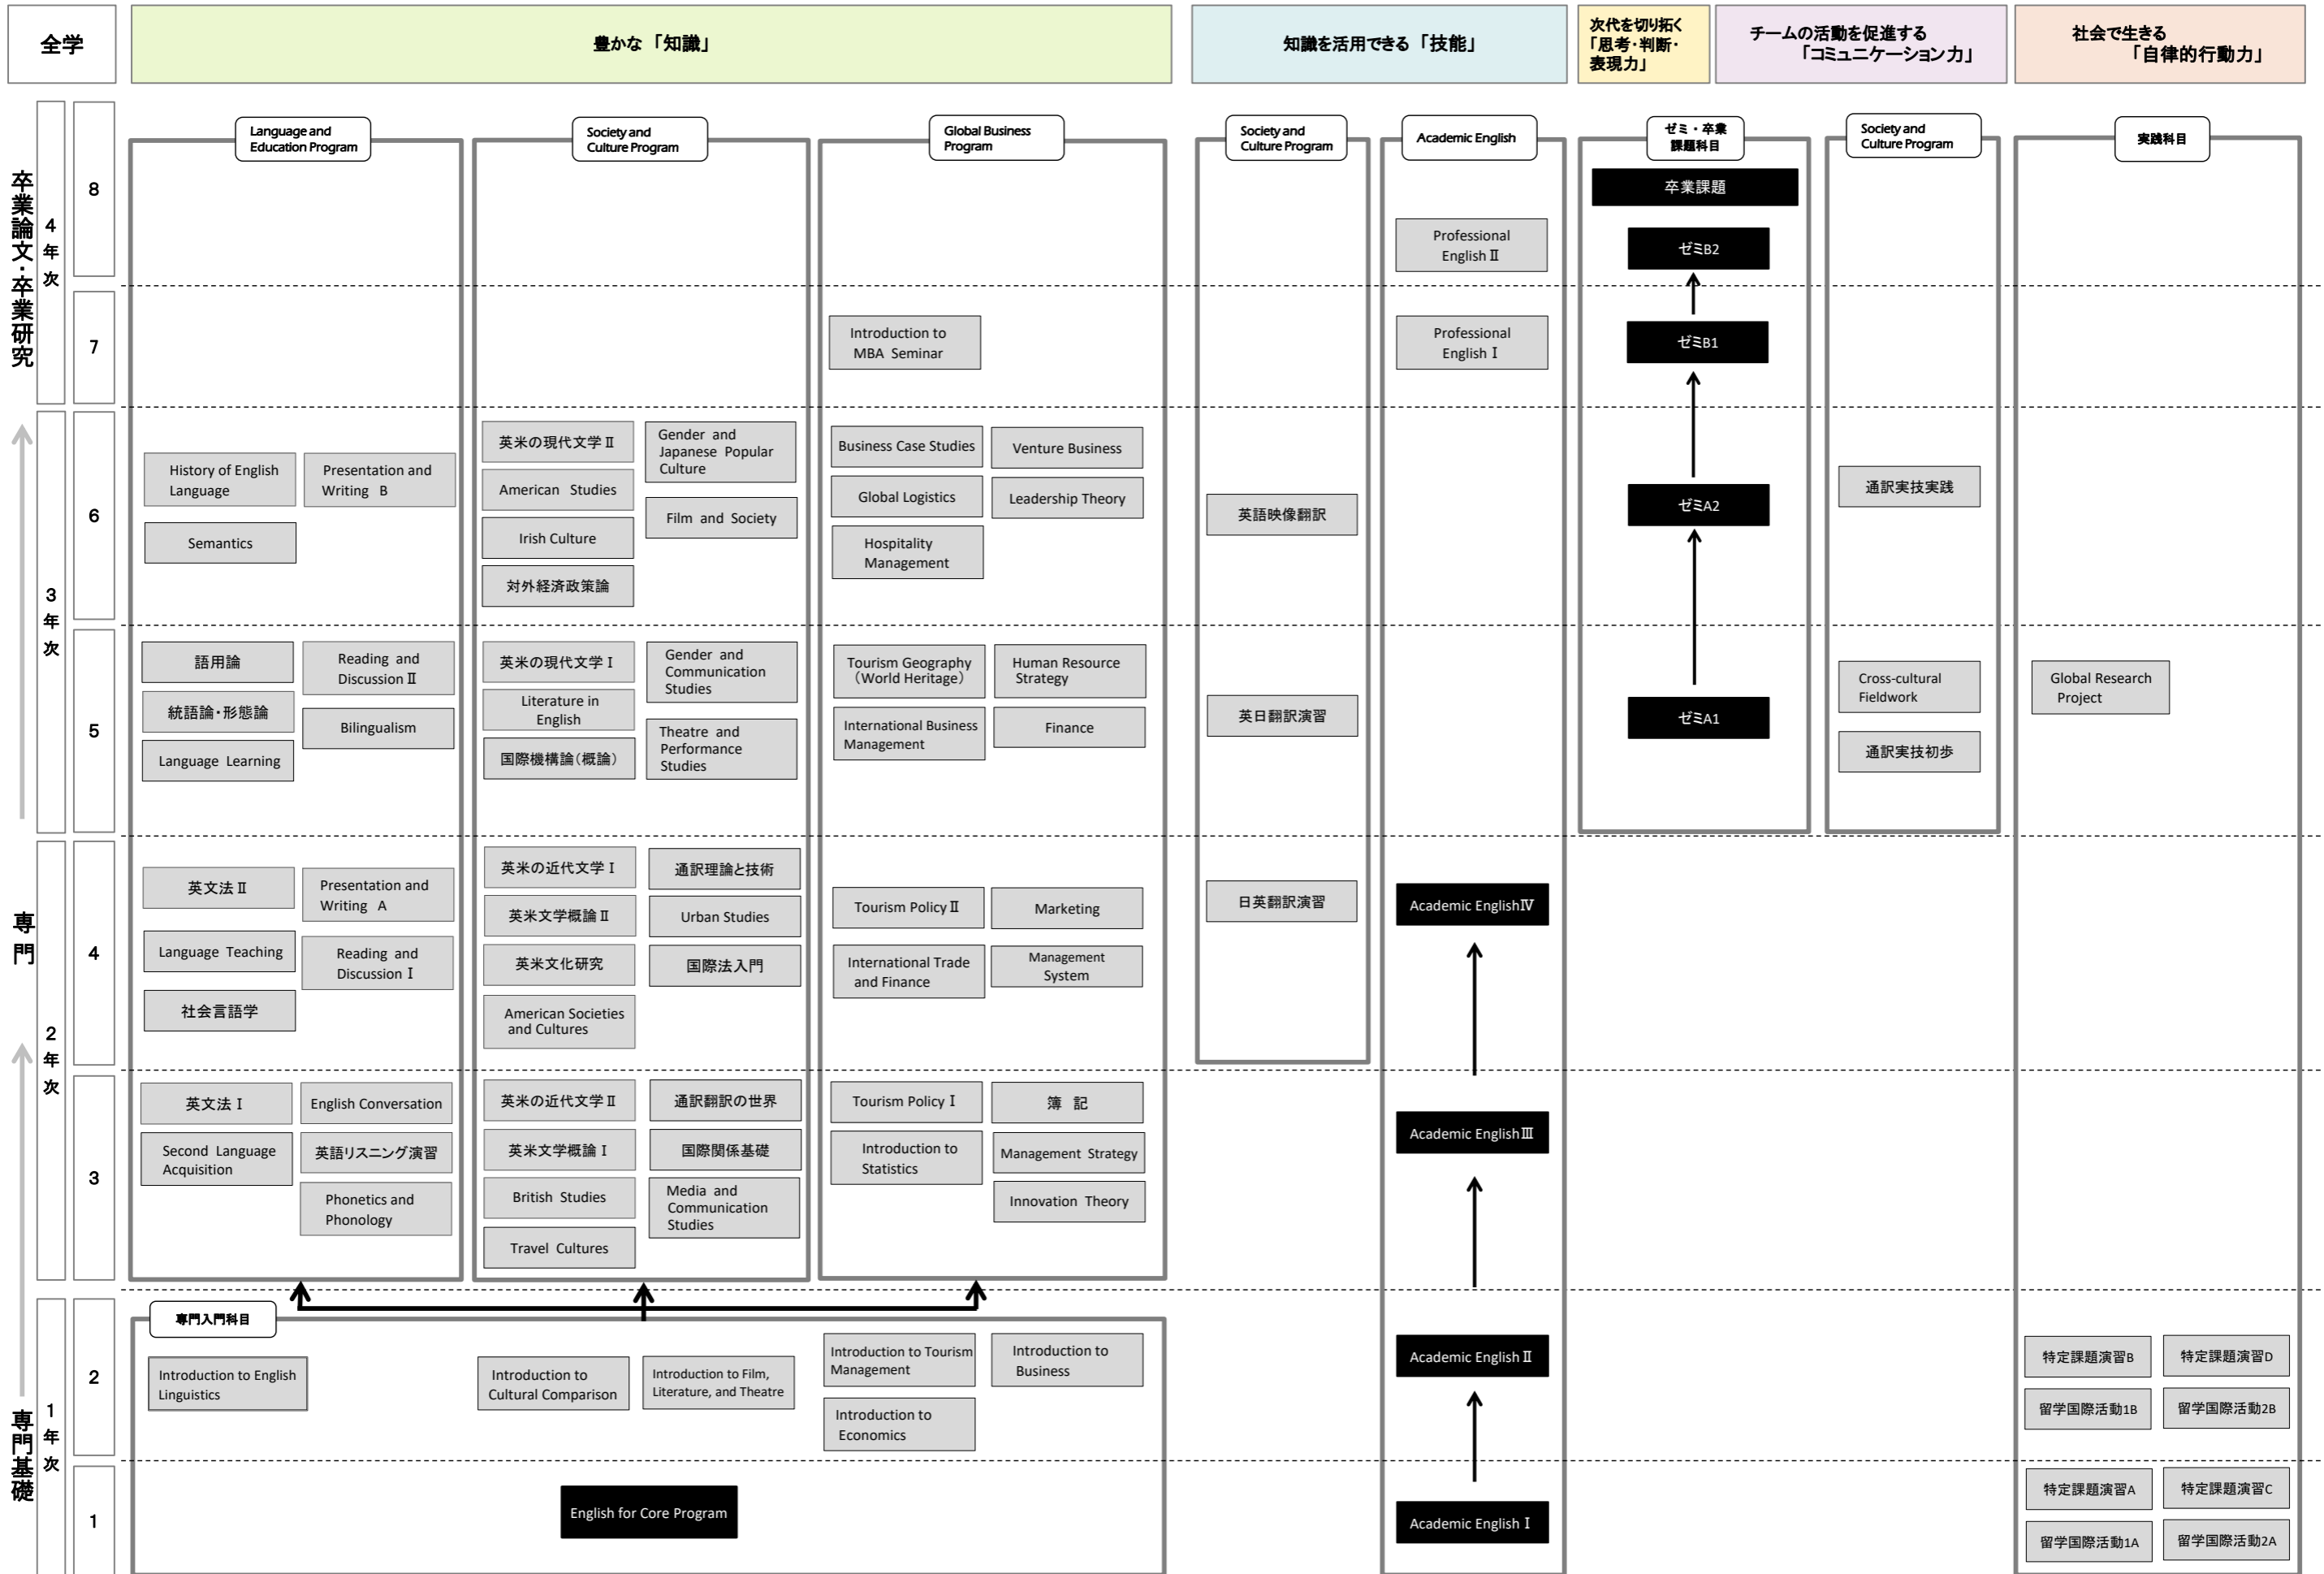 全学
豊かな「知識」
知識を活用できる「技能」
次代を切り拓く
「思考・判断・
表現力」
チームの活動を促進する
「コミュニケーション力」
社会で生きる
「自律的行動力」
卒業論文・卒業研究
専門
専門基礎
4年次
3年次
2年次
1年次
8
7
6
5
4
3
2
1
Language and
Education Program
Society and
Culture Program
Global Business
Program
Society and
Culture Program
Academic English
ゼミ・卒業
課題科目
Society and
Culture Program
実践科目
卒業課題
Professional
English Ⅱ
ゼミB2
Introduction to
MBA Seminar
Professional
English Ⅰ
ゼミB1
History of English
Language
Presentation and
Writing B
Semantics
英米の現代文学Ⅱ
Gender and
Japanese Popular
Culture
American Studies
Film and Society
Irish Culture
対外経済政策論
Business Case Studies
Venture Business
Global Logistics
Leadership Theory
Hospitality
Management
英語映像翻訳
ゼミA2
通訳実技実践
語用論
Reading and
Discussion Ⅱ
統語論・形態論
Bilingualism
Language Learning
英米の現代文学Ⅰ
Gender and
Communication
Studies
Literature in
English
Theatre and
Performance
Studies
国際機構論(概論)
Tourism Geography
(World Heritage)
Human Resource
Strategy
International Business
Management
Finance
英日翻訳演習
ゼミA1
Cross-cultural
Fieldwork
通訳実技初歩
Global Research
Project
英文法Ⅱ
Presentation and
Writing A
Language Teaching
Reading and
Discussion Ⅰ
社会言語学
英米の近代文学Ⅰ
通訳理論と技術
英米文学概論Ⅱ
Urban Studies
英米文化研究
国際法入門
American Societies
and Cultures
Tourism Policy Ⅱ
Marketing
International Trade
and Finance
Management
System
日英翻訳演習
Academic EnglishⅣ
英文法Ⅰ
English Conversation
Second Language
Acquisition
英語リスニング演習
Phonetics and
Phonology
英米の近代文学Ⅱ
通訳翻訳の世界
英米文学概論Ⅰ
国際関係基礎
British Studies
Media and
Communication
Studies
Travel Cultures
Tourism Policy Ⅰ
簿 記
Introduction to
Statistics
Management Strategy
Innovation Theory
Academic EnglishⅢ
専門入門科目
Introduction to English
Linguistics
Introduction to
Cultural Comparison
Introduction to Film,
Literature, and Theatre
Introduction to Tourism
Management
Introduction to
Business
Introduction to
Economics
Academic English Ⅱ
特定課題演習B
特定課題演習D
留学国際活動1B
留学国際活動2B
English for Core Program
Academic English Ⅰ
特定課題演習A
特定課題演習C
留学国際活動1A
留学国際活動2A